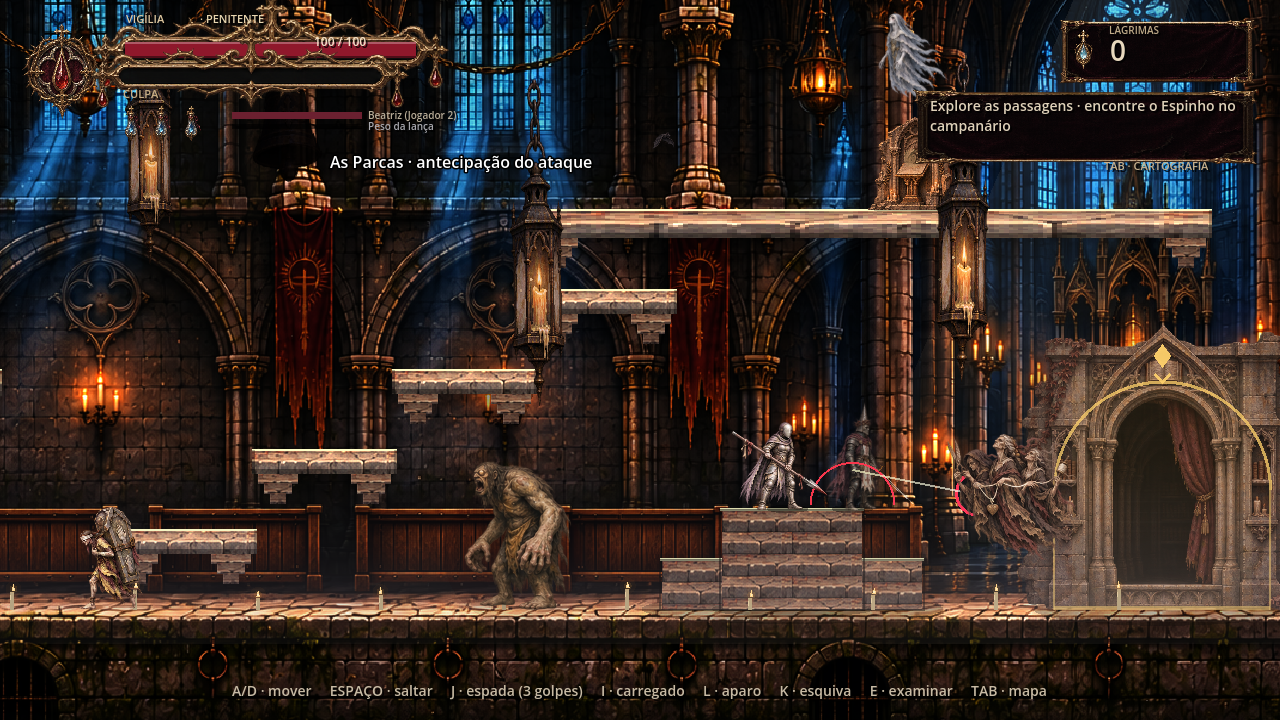 VIGÍLIA · PENITENTE
100 / 100
CULPA
Beatriz (Jogador 2)
Peso da lança
As Parcas · antecipação do ataque
LÁGRIMAS
0
Explore as passagens · encontre o Espinho no
campanário
TAB · CARTOGRAFIA
A/D · mover ESPAÇO · saltar J · espada (3 golpes) I · carregado L · aparo K · esquiva E · examinar TAB · mapa